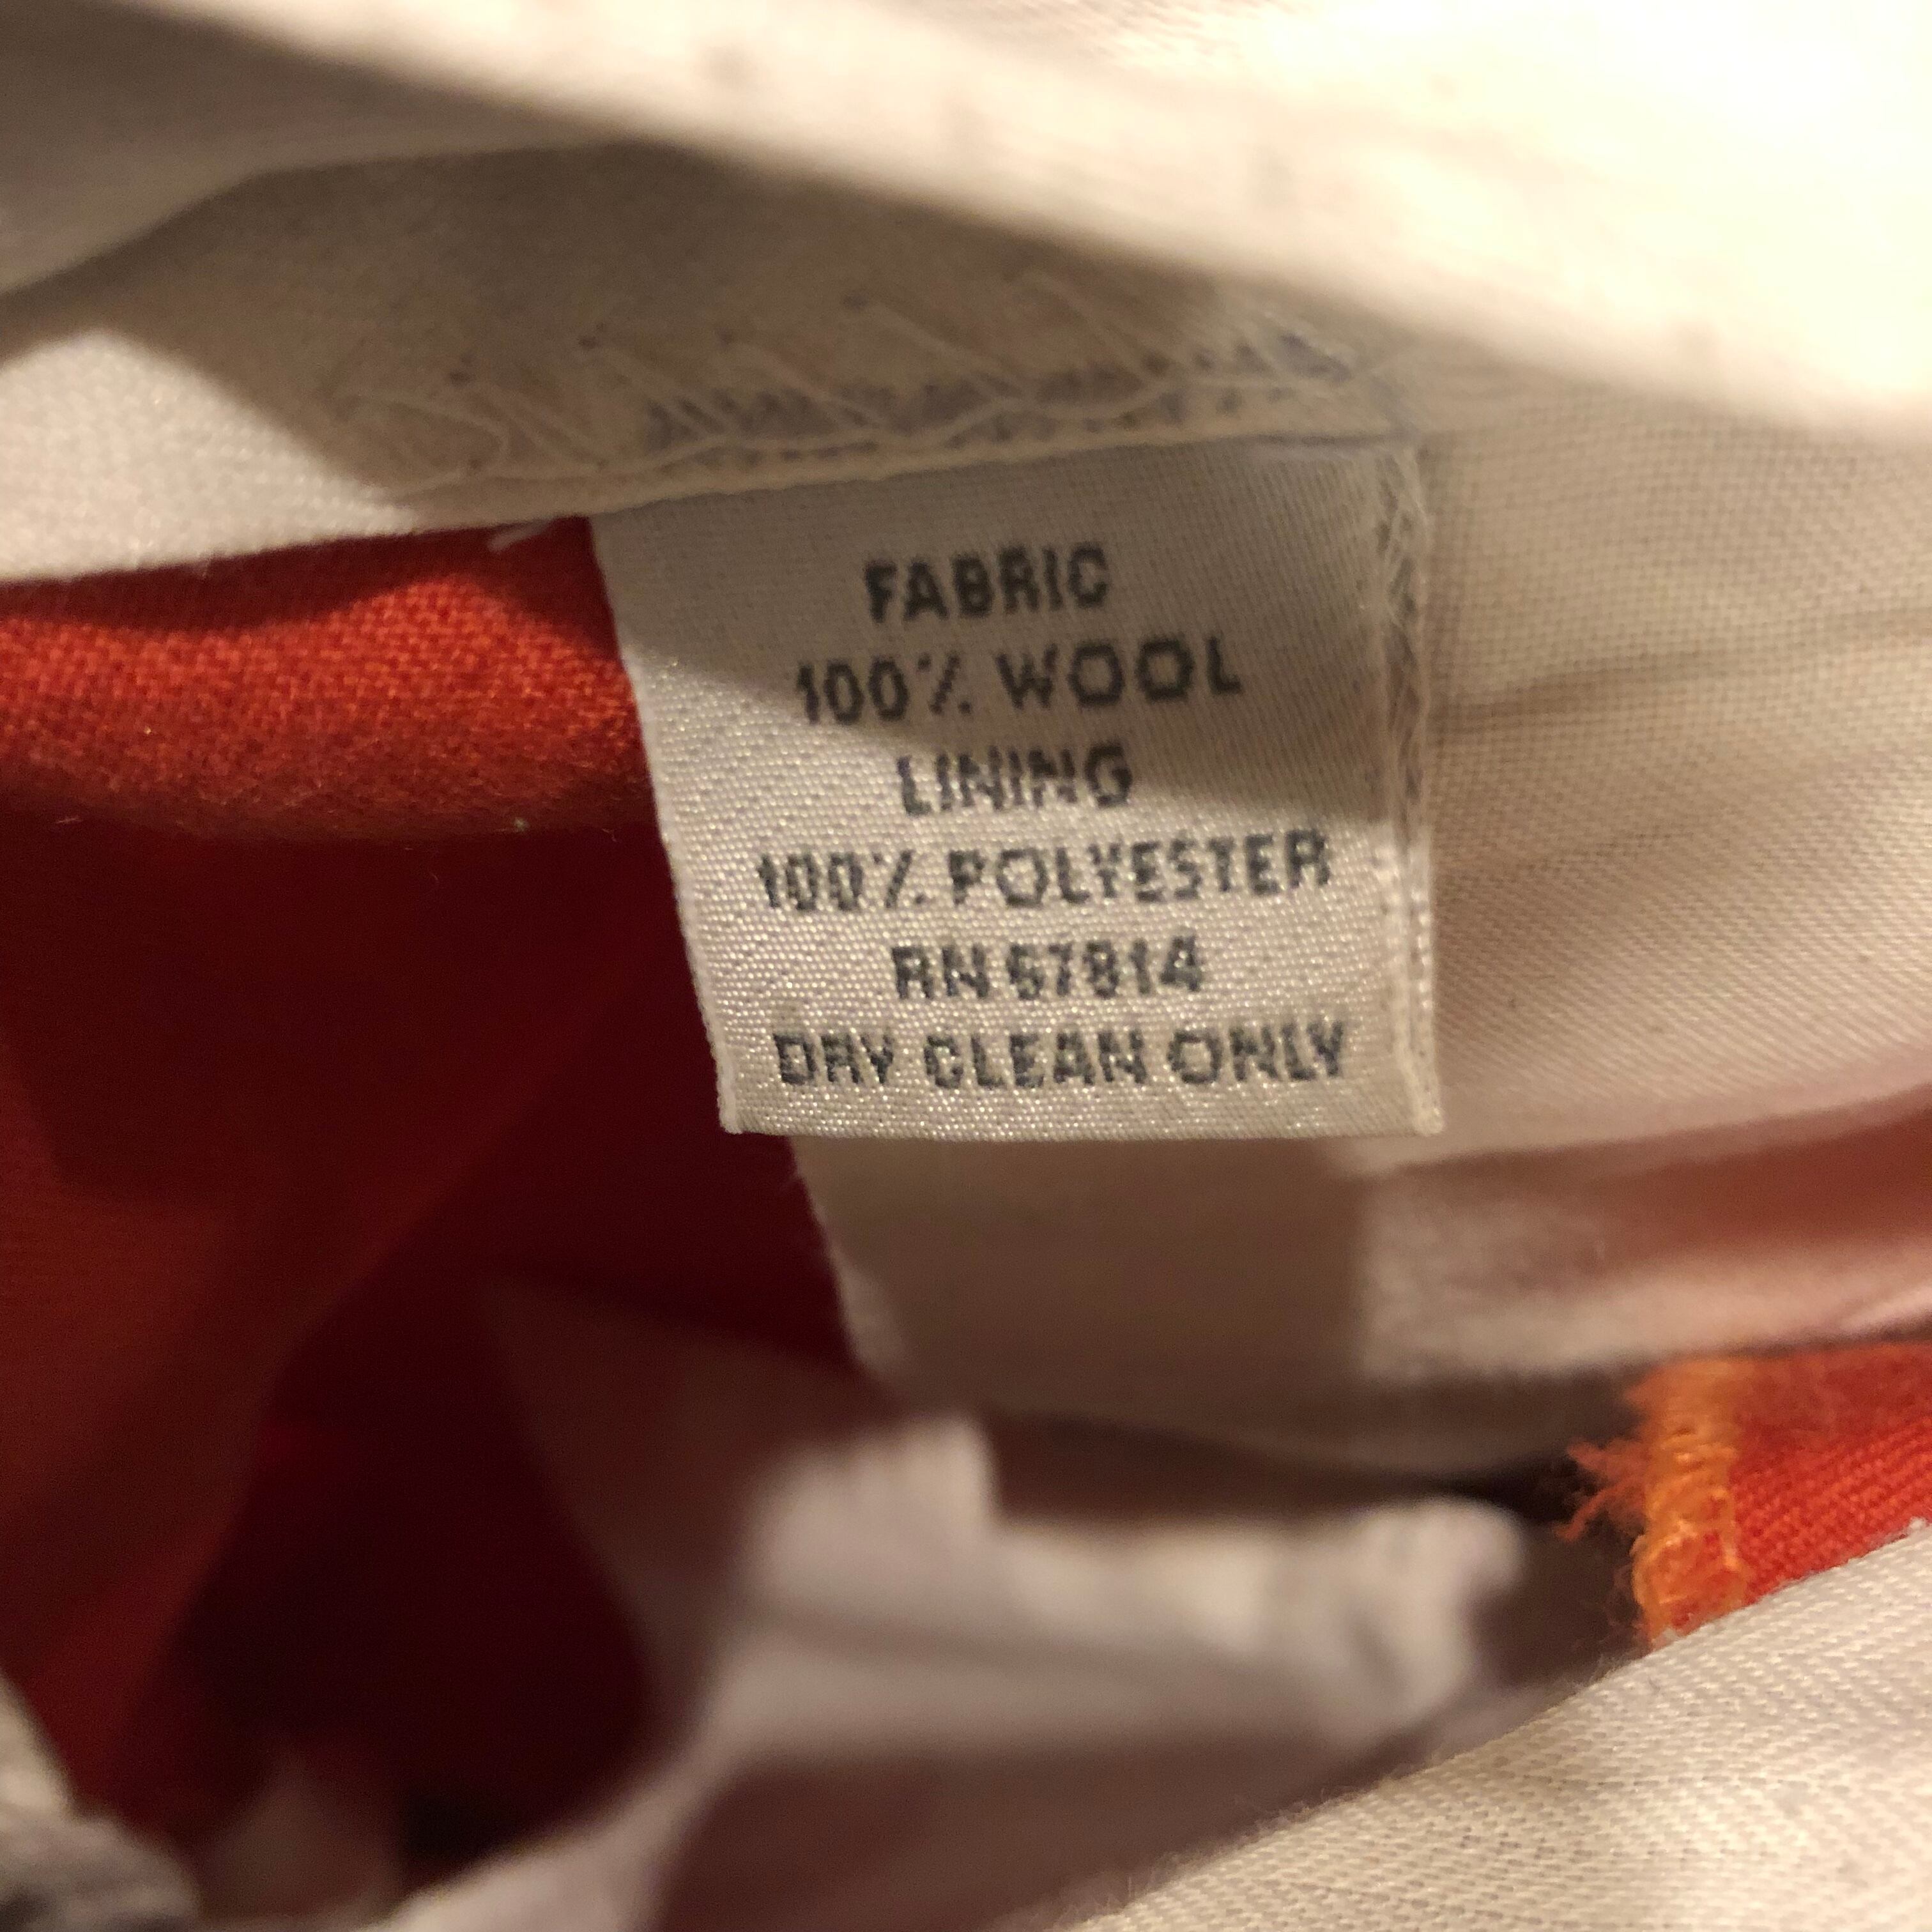 FABRIC
100% WOOL
LINING
100% POLYESTER
RN 67814
DRY CLEAN ONLY